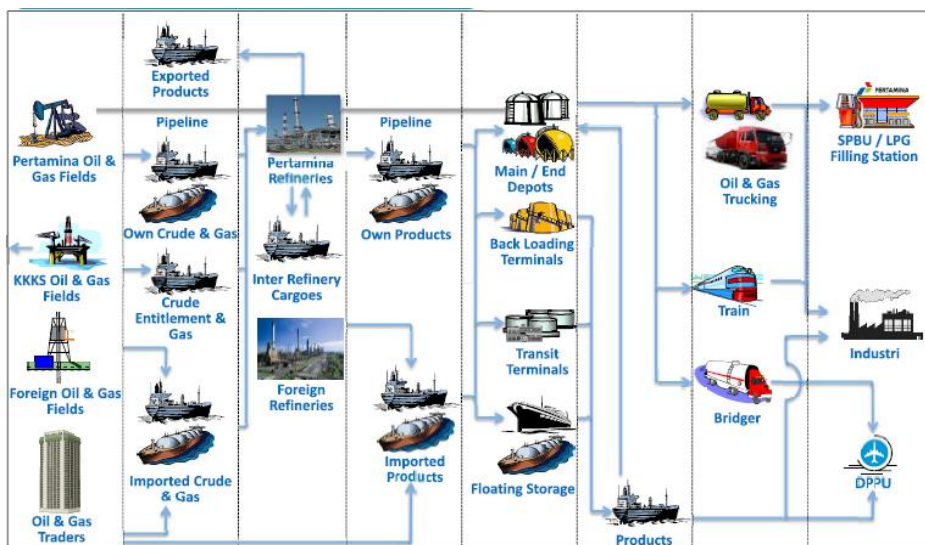 Exported
Products
Pipeline
Pipeline
PERTAMINA
Pertamina Oil &
Gas Fields
Pertamina
Refineries
Main / End
Depots
Oil & Gas
Trucking
SPBU / LPG
Filling Station
Own Crude & Gas
Own Products
Back Loading
Terminals
KKKS Oil & Gas
Fields
Crude
Entitlement &
Gas
Inter Refinery
Cargoes
Train
Transit
Terminals
Industri
Foreign Oil & Gas
Fields
Foreign
Refineries
Bridger
Imported Crude
& Gas
Imported
Products
Floating Storage
DPPU
Oil & Gas
Traders
Products